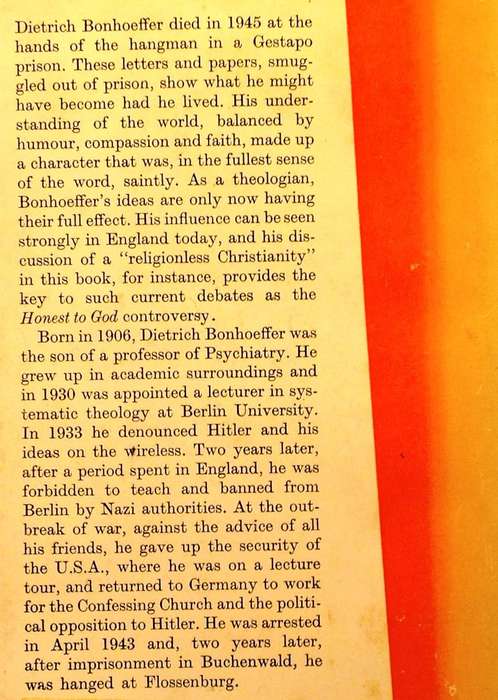 Dietrich Bonhoeffer died in 1945 at the
hands of the hangman in a Gestapo
prison. These letters and papers, smug-
gled out of prison, show what he might
have become had he lived. His under-
standing of the world, balanced by
humour, compassion and faith, made up
a character that was, in the fullest sense
of the word, saintly. As a theologian,
Bonhoeffer's ideas are only now having
their full effect. His influence can be seen
strongly in England today, and his dis-
cussion of a "religionless Christianity"
in this book, for instance, provides the
key to such current debates as the
Honest to God controversy.
Born in 1906, Dietrich Bonhoeffer was
the son of a professor of Psychiatry. He
grew up in academic surroundings and
in 1930 was appointed a lecturer in sys-
tematic theology at Berlin University.
In 1933 he denounced Hitler and his
ideas on the wireless. Two years later,
after a period spent in England, he was
forbidden to teach and banned from
Berlin by Nazi authorities. At the out-
break of war, against the advice of all
his friends, he gave up the security of
the U.S.A., where he was on a lecture
tour, and returned to Germany to work
for the Confessing Church and the politi-
cal opposition to Hitler. He was arrested
in April 1943 and, two years later,
after imprisonment in Buchenwald, he
was hanged at Flossenburg.